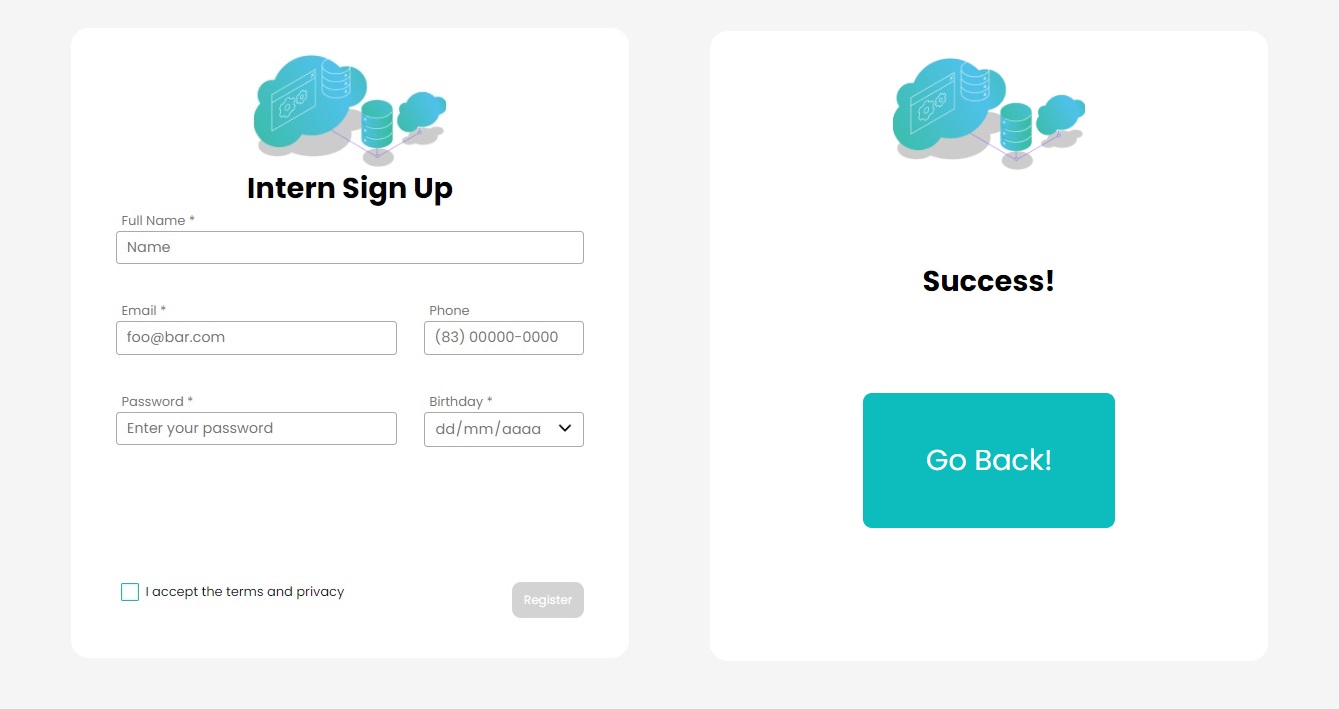 Intern Sign Up
Full Name *
Name
Email *
Phone
foo@bar.com
(83) 00000-0000
Password *
Birthday *
Enter your password
dd/mm/aaaa
I accept the terms and privacy
Register
Success!
Go Back!